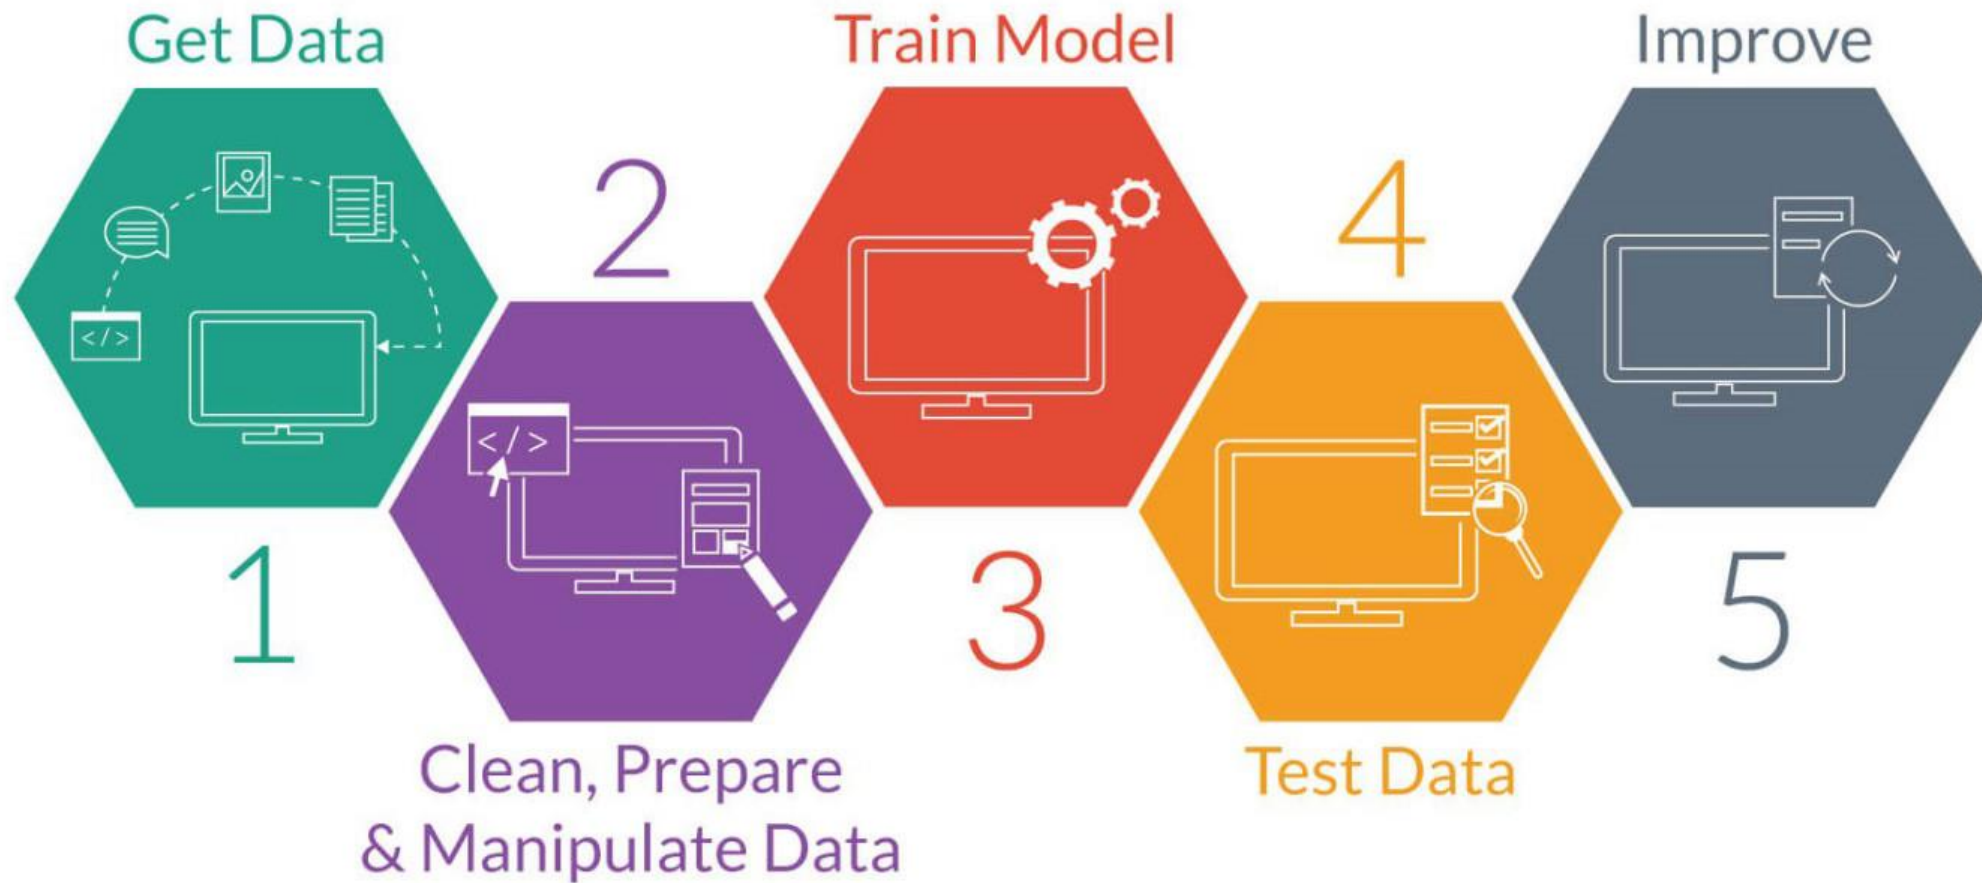 Get Data
1
</>
2
</>
Clean, Prepare
& Manipulate Data
Train Model
3
4
Test Data
Improve
5